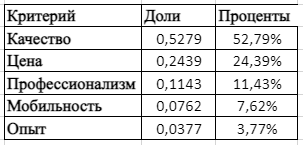 Критерий Доли Проценты
Качество 0,5279 52,79%
Цена 0,2439 24,39%
Профессионализм 0,1143 11,43%
Мобильность 0,0762 7,62%
Опыт 0,0377 3,77%